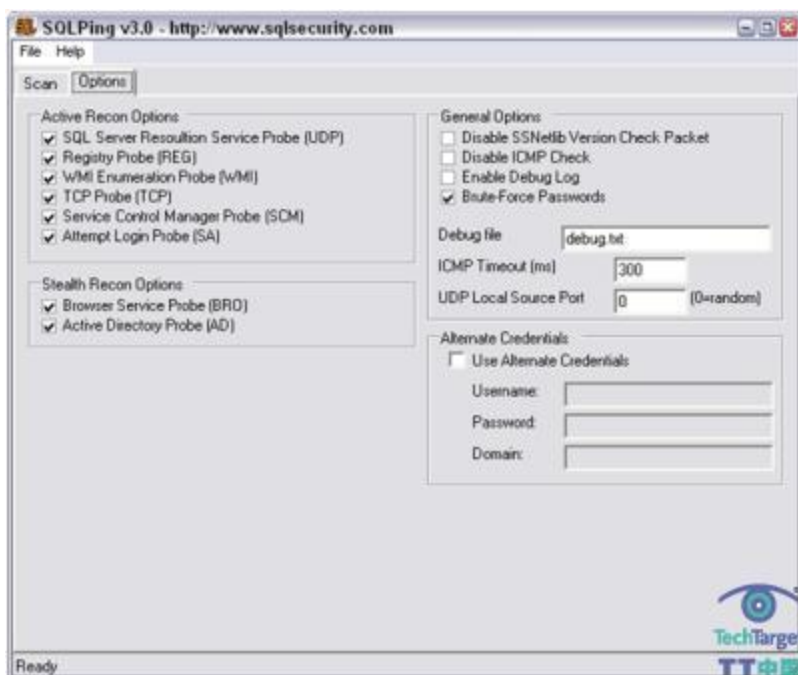 SQLPing v3.0 - http://www.sqlsecurity.com
File Help
Scan Options
Active Recon Options
SQL Server Resoultion Service Probe (UDP)
Registry Probe (REG)
WMI Enumeration Probe (WMI)
TCP Probe (TCP)
Service Control Manager Probe (SCM)
Attempt Login Probe (SA)
Stealth Recon Options
Browser Service Probe (BRO)
Active Directory Probe (AD)
General Options
Disable SSNetlib Version Check Packet
Disable ICMP Check
Enable Debug Log
Brute-Force Passwords
Debug file debug.txt
ICMP Timeout (ms) 300
UDP Local Source Port 0 (0=random)
Alternate Credentials
Use Alternate Credentials
Username:
Password:
Domain:
TechTarge
TT中国
Ready